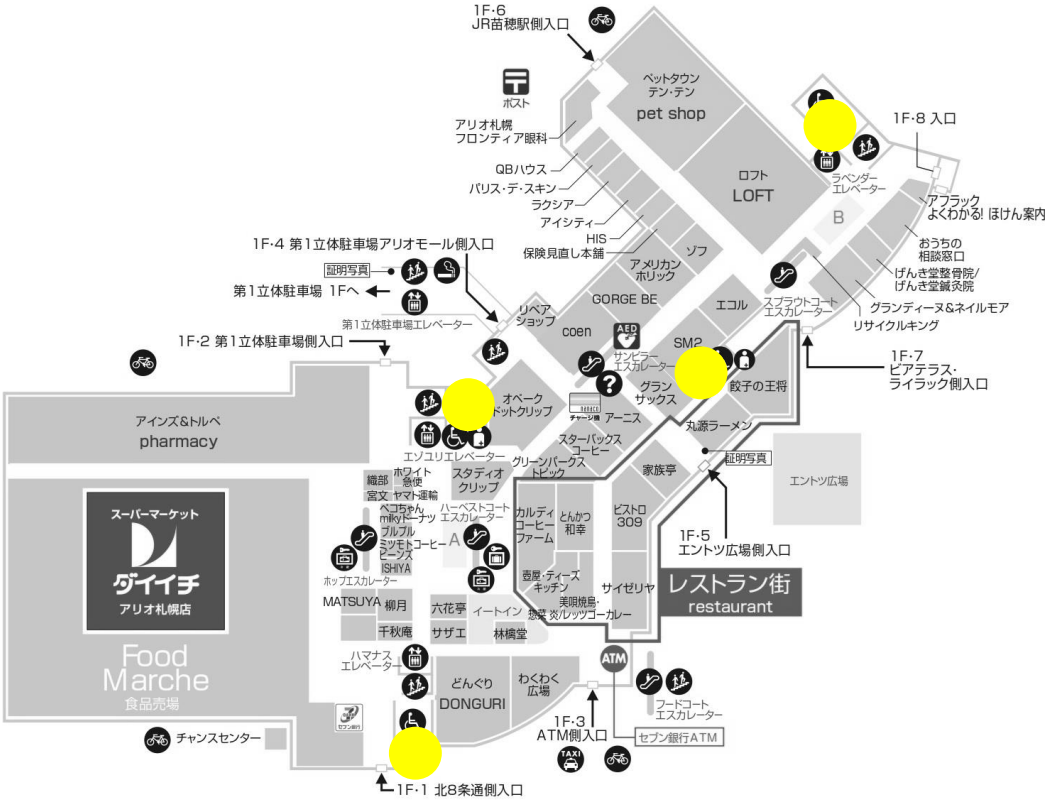 1F・6
JR苗穂駅側入口
ポスト
ペットタウン
テン・テン
pet shop
アリオ札幌
フロンティア眼科
1F・8 入口
QBハウス
パリス・デ・スキン
ラクシア
アイシティ
HIS
保険見直し本舗
ロフト
LOFT
ラベンダー
エレベーター
B
アフラック
よくわかる! ほけん案内
おうちの
相談窓口
げんき堂整骨院/
げんき堂鍼灸院
グランディーヌ&ネイルモア
リサイクルキング
スプラウトコート
エスカレーター
1F・7
ビアテラス・
ライラック側入口
1F・4 第1立体駐車場アリオモール側入口
証明写真
第1立体駐車場 1Fへ
第1立体駐車場エレベーター
1F・2 第1立体駐車場側入口
ゾフ
アメリカン
ホリック
GORGE BE
エコル
リペア
ショップ
coen
AED
サンピラー
エスカレーター
SM2
グラン
サックス
餃子の王将
丸源ラーメン
証明写真
エントツ広場
?
nanaco
チャージ機
アーニス
オペーク
ドットクリップ
スターバックス
コーヒー
グリーンパークス
トピック
家族亭
1F・5
エントツ広場側入口
アインズ&トルペ
pharmacy
エゾユリエレベーター
スタディオ
クリップ
織部
ホワイト
急便
宮文
ヤマト運輸
ペコちゃん
milkyドーナツ
ブルブル
ミツモトコーヒー
ビーンズ
ISHIYA
ハーベストコート
エスカレーター
A
ホップエスカレーター
カルディ
コーヒー
ファーム
とんかつ
和幸
ビストロ
309
壺屋・ティーズ
キッチン
美唄焼鳥・
惣菜 炎/レッツゴーカレー
サイゼリヤ
レストラン街
restaurant
スーパーマーケット
ダイイチ
アリオ札幌店
MATSUYA
柳月
千秋庵
六花亭
サザエ
イートイン
林檎堂
Food
Marche
食品売場
ハマナス
エレベーター
どんぐり
DONGURI
わくわく
広場
ATM
フードコート
エスカレーター
1F・3
ATM側入口
セブン銀行ATM
TAXI
セブン銀行
チャンスセンター
1F・1 北8条通側入口